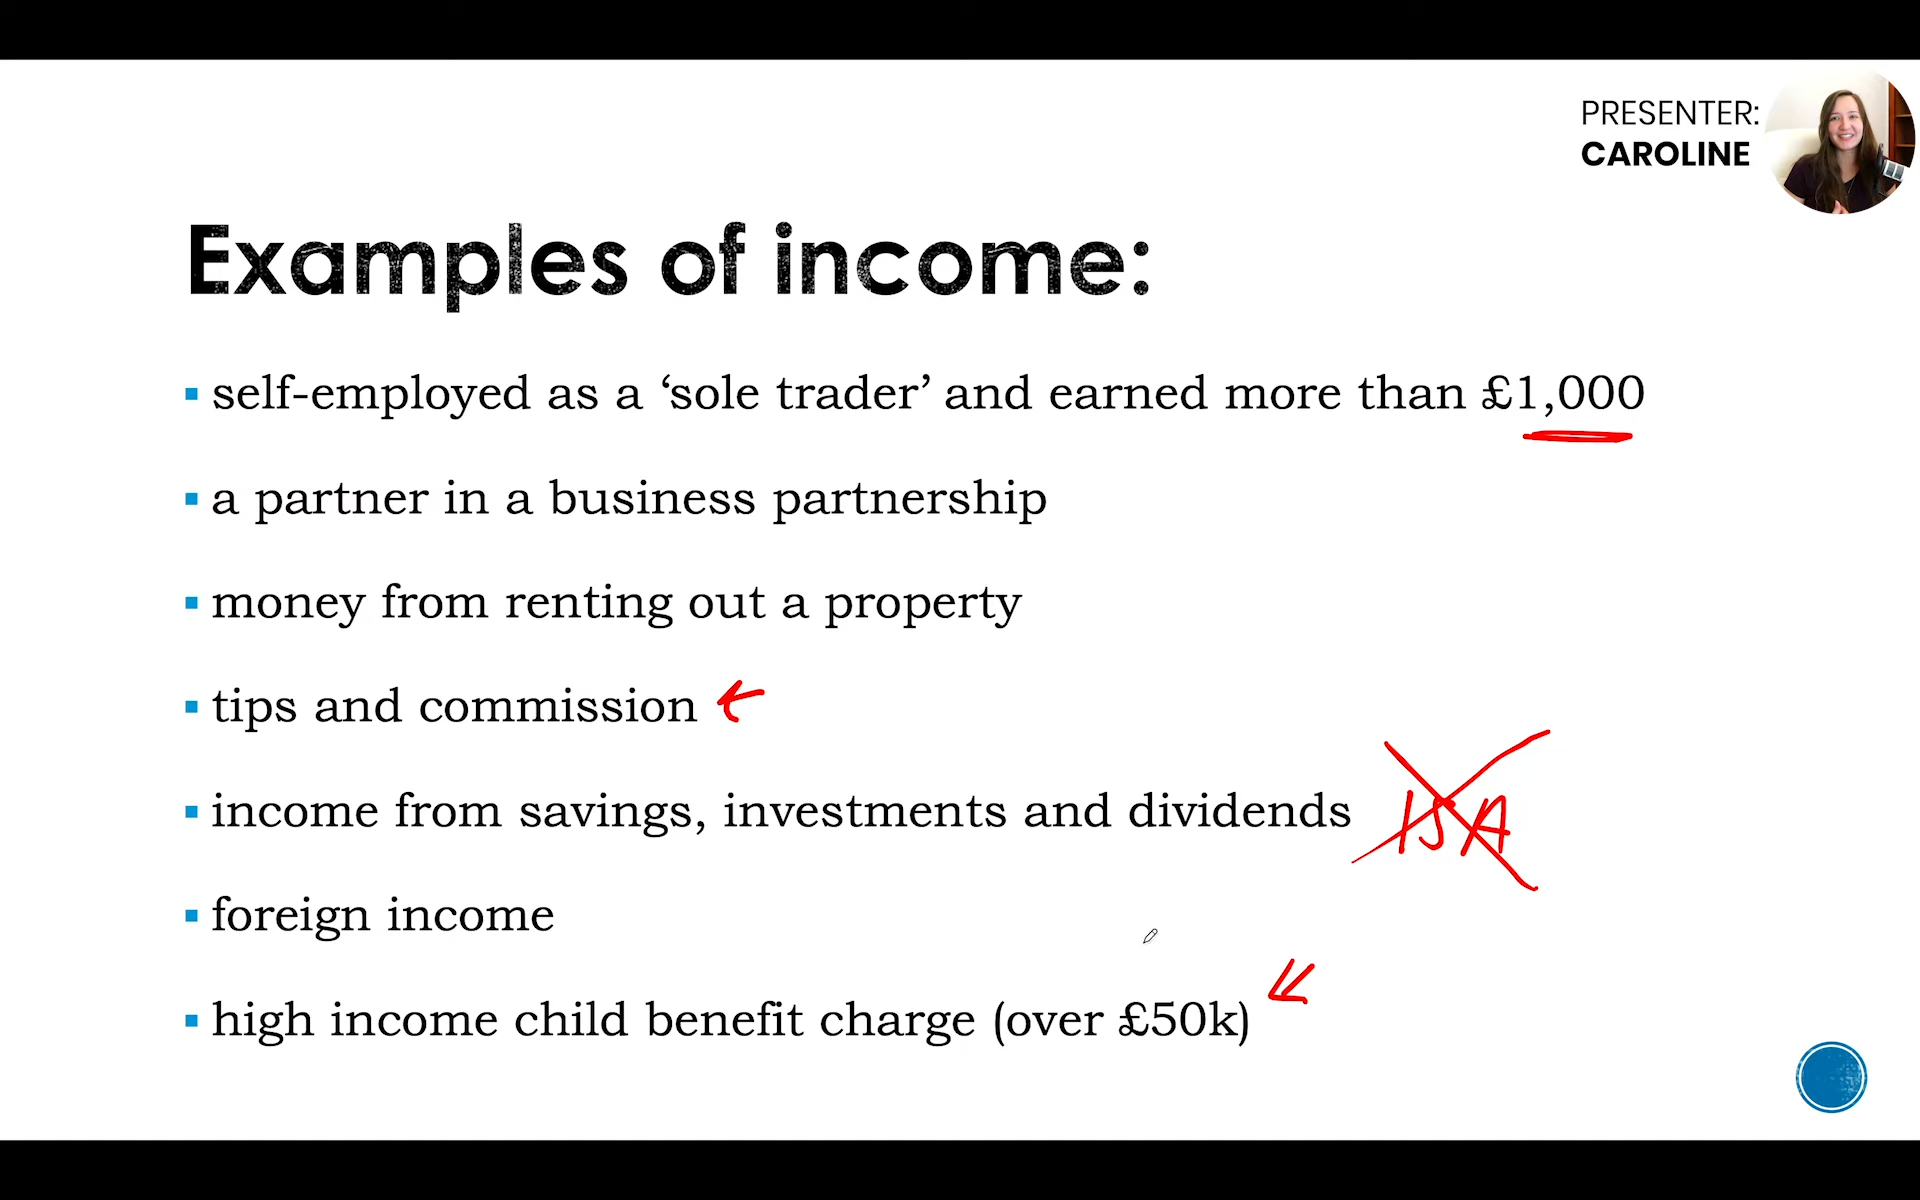 PRESENTER:
CAROLINE
Examples of income:
▪ self-employed as a ‘sole trader’ and earned more than £1,000
▪ a partner in a business partnership
▪ money from renting out a property
▪ tips and commission
▪ income from savings, investments and dividends ISA
▪ foreign income
▪ high income child benefit charge (over £50k)